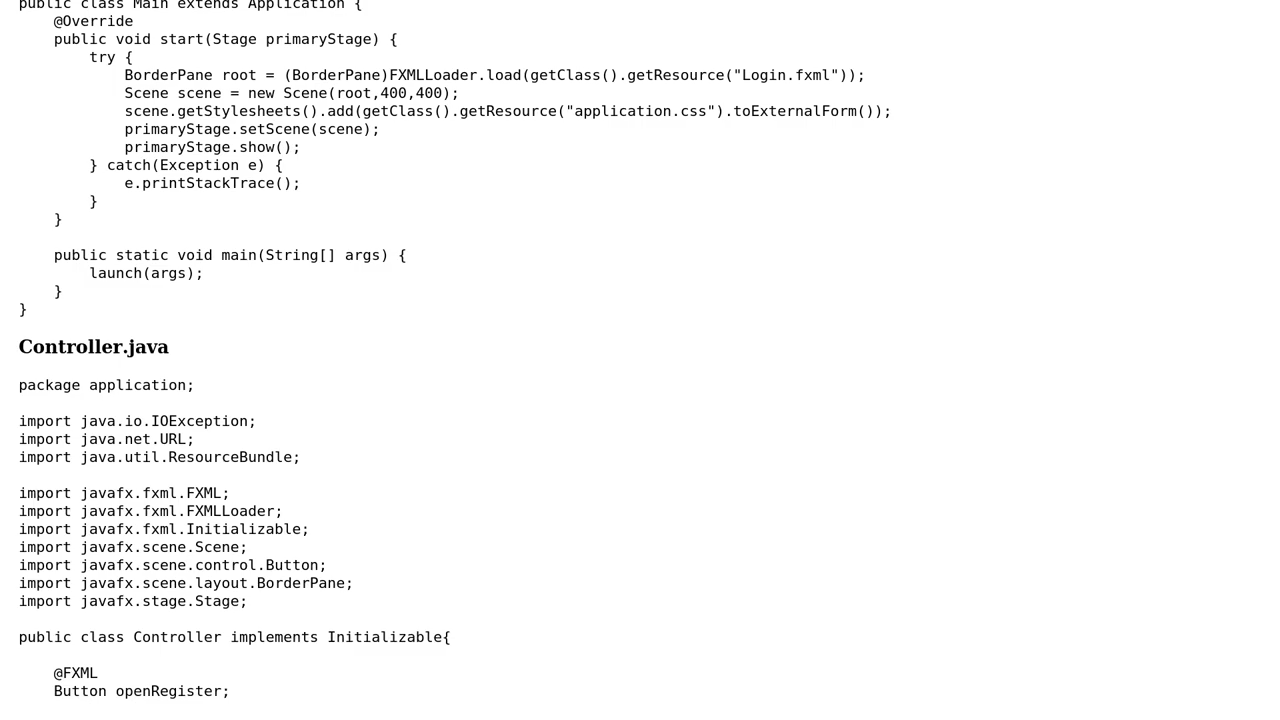 public class Main extends Application {
    @Override
    public void start(Stage primaryStage) {
        try {
            BorderPane root = (BorderPane)FXMLLoader.load(getClass().getResource("Login.fxml"));
            Scene scene = new Scene(root,400,400);
            scene.getStylesheets().add(getClass().getResource("application.css").toExternalForm());
            primaryStage.setScene(scene);
            primaryStage.show();
        } catch(Exception e) {
            e.printStackTrace();
        }
    }

    public static void main(String[] args) {
        launch(args);
    }
}
Controller.java
package application;

import java.io.IOException;
import java.net.URL;
import java.util.ResourceBundle;

import javafx.fxml.FXML;
import javafx.fxml.FXMLLoader;
import javafx.fxml.Initializable;
import javafx.scene.Scene;
import javafx.scene.control.Button;
import javafx.scene.layout.BorderPane;
import javafx.stage.Stage;

public class Controller implements Initializable{

    @FXML
    Button openRegister;